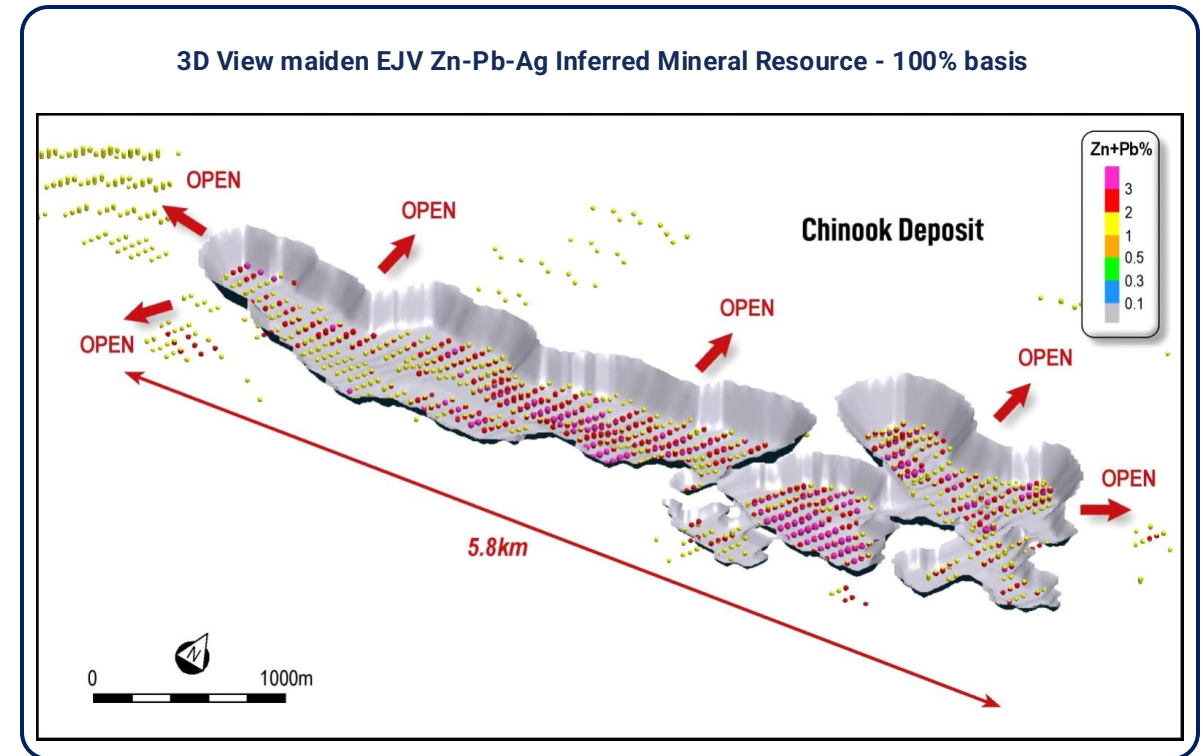 3D View maiden EJV Zn-Pb-Ag Inferred Mineral Resource - 100% basis
Zn+Pb%
3
2
1
0.5
0.3
0.1
OPEN
OPEN
Chinook Deposit
OPEN
OPEN
OPEN
OPEN
5.8km
N
0 1000m